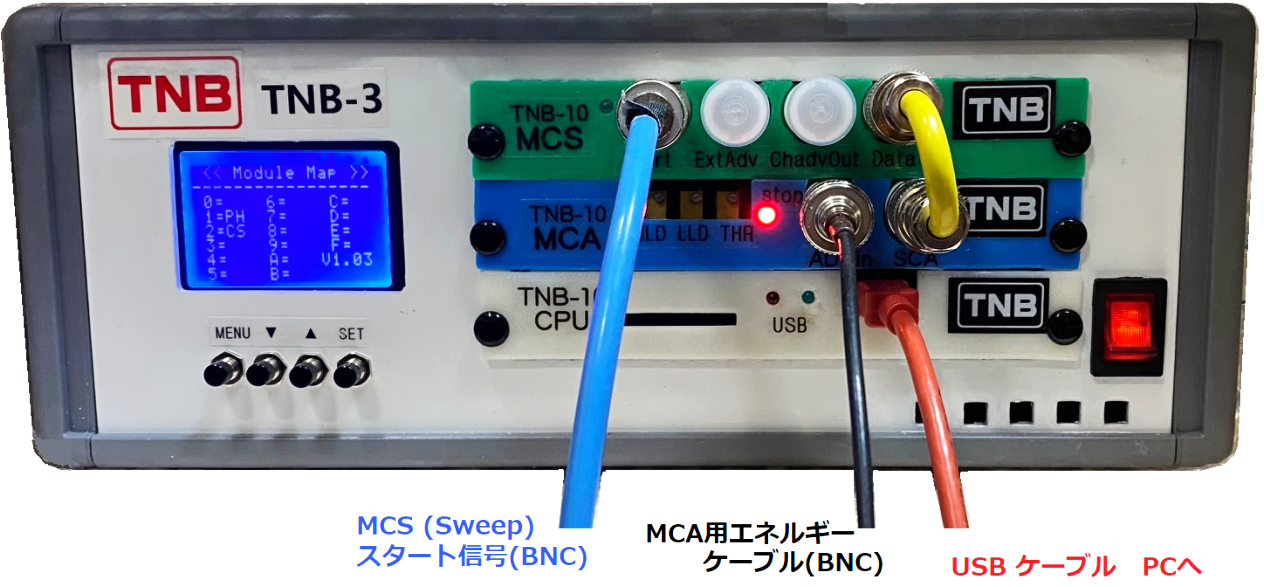 TNB
TNB-3
<< Module Map >>
0= 6= C=
1=PH 7= D=
2=CS 8= E=
3= 9= F=
4= A= V1.03
5= B=
MENU ▼ ▲ SET
TNB-10
MCS
ExtAdv ChadvOut Data
TNB
TNB-10
MCA
LLD THR
stop
SCA
TNB
TNB-10
CPU
USB
TNB
MCS (Sweep)
スタート信号(BNC)
MCA用エネルギー
ケーブル(BNC)
USB ケーブル PCへ